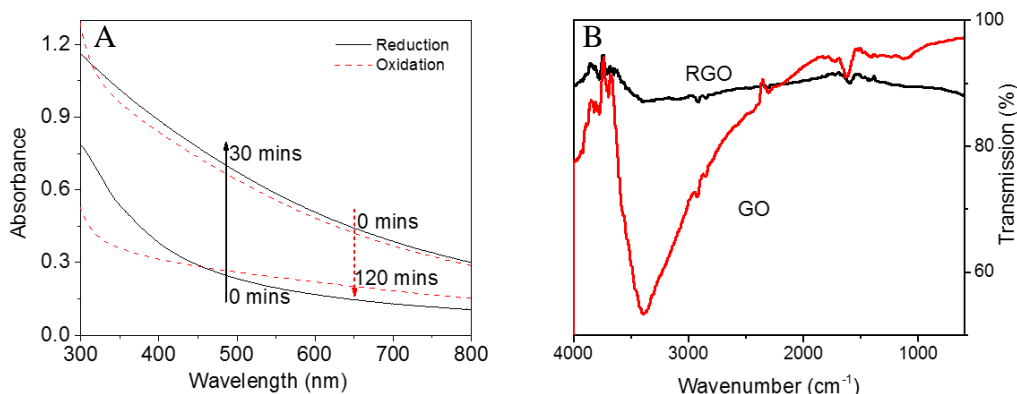 A
Reduction
Oxidation
30 mins
0 mins
120 mins
0 mins
1.2
0.9
0.6
0.3
0.0
Absorbance
300 400 500 600 700 800
Wavelength (nm)
B
RGO
GO
100
80
60
Transmission (%)
4000 3000 2000 1000
Wavenumber (cm⁻¹)